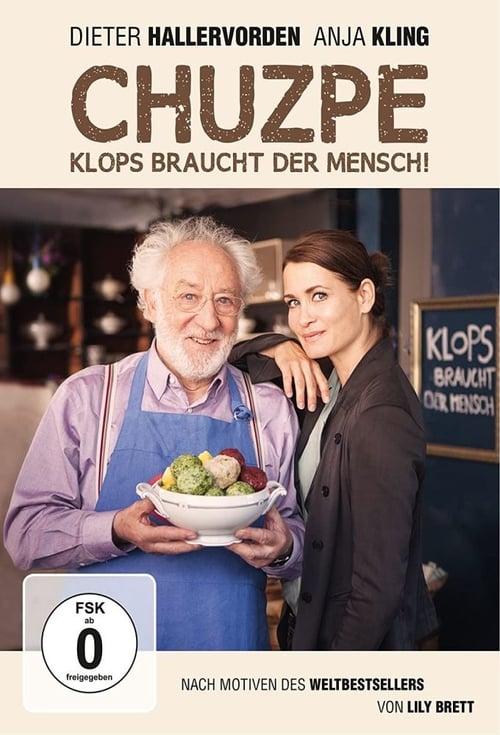 DIETER HALLERVORDEN ANJA KLING
CHUZPE
KLOPS BRAUCHT DER MENSCH!
KLOPS
BRAUCHT
DER MENSCH
FSK
ab
0
freigegeben
NACH MOTIVEN DES WELTBESTSELLERS
VON LILY BRETT